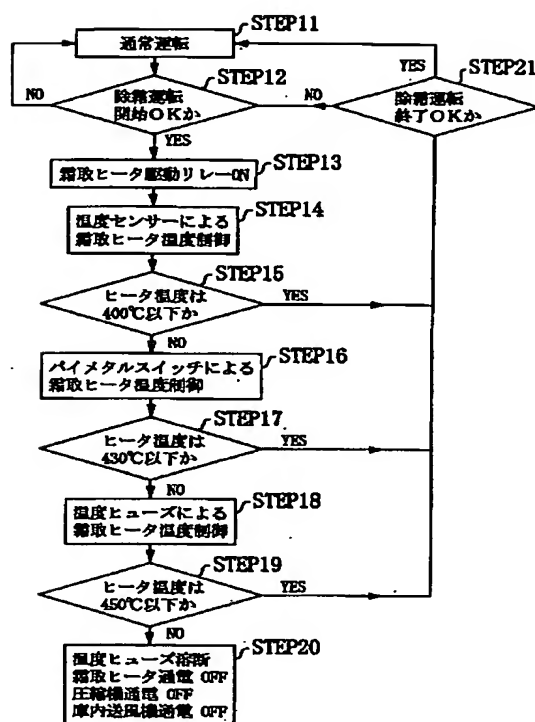 STEP11
通常運転
STEP12
除霜運転
開始OKか
NO
YES
STEP21
除霜運転
終了OKか
YES
NO
STEP13
霜取ヒータ駆動リレーON
STEP14
温度センサーによる
霜取ヒータ温度制御
STEP15
ヒータ温度は
400℃以下か
YES
NO
STEP16
バイメタルスイッチによる
霜取ヒータ温度制御
STEP17
ヒータ温度は
430℃以下か
YES
NO
STEP18
温度ヒューズによる
霜取ヒータ温度制御
STEP19
ヒータ温度は
450℃以下か
YES
NO
STEP20
温度ヒューズ溶断
霜取ヒータ通電 OFF
圧縮機通電 OFF
庫内送風機通電 OFF